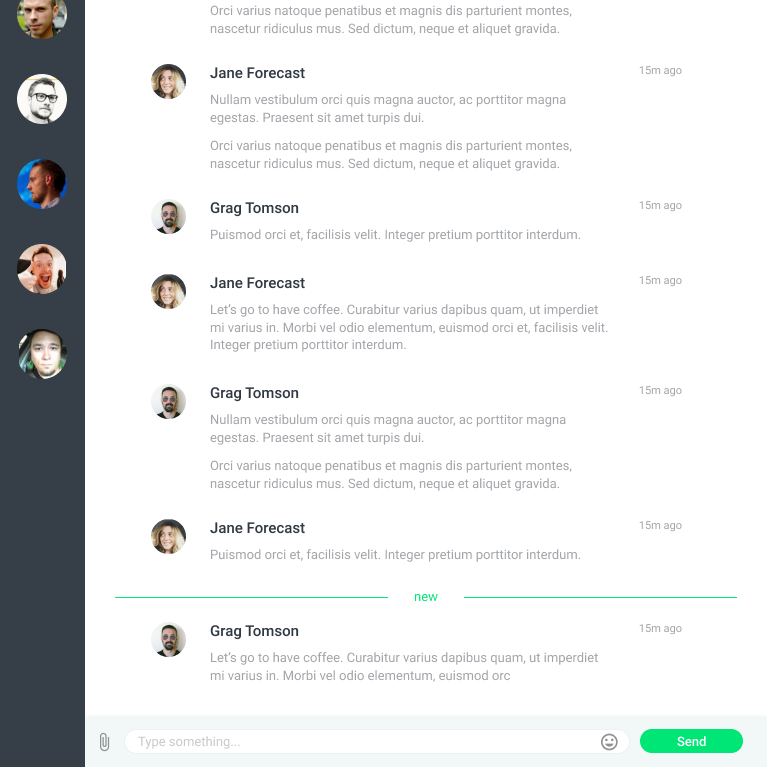 Orci varius natoque penatibus et magnis dis parturient montes,
nascetur ridiculus mus. Sed dictum, neque et aliquet gravida.
Jane Forecast
15m ago
Nullam vestibulum orci quis magna auctor, ac porttitor magna
egestas. Praesent sit amet turpis dui.
Orci varius natoque penatibus et magnis dis parturient montes,
nascetur ridiculus mus. Sed dictum, neque et aliquet gravida.
Grag Tomson
15m ago
Puismod orci et, facilisis velit. Integer pretium porttitor interdum.
Jane Forecast
15m ago
Let’s go to have coffee. Curabitur varius dapibus quam, ut imperdiet
mi varius in. Morbi vel odio elementum, euismod orci et, facilisis velit.
Integer pretium porttitor interdum.
Grag Tomson
15m ago
Nullam vestibulum orci quis magna auctor, ac porttitor magna
egestas. Praesent sit amet turpis dui.
Orci varius natoque penatibus et magnis dis parturient montes,
nascetur ridiculus mus. Sed dictum, neque et aliquet gravida.
Jane Forecast
15m ago
Puismod orci et, facilisis velit. Integer pretium porttitor interdum.
new
Grag Tomson
15m ago
Let’s go to have coffee. Curabitur varius dapibus quam, ut imperdiet
mi varius in. Morbi vel odio elementum, euismod orc
Type something...
Send